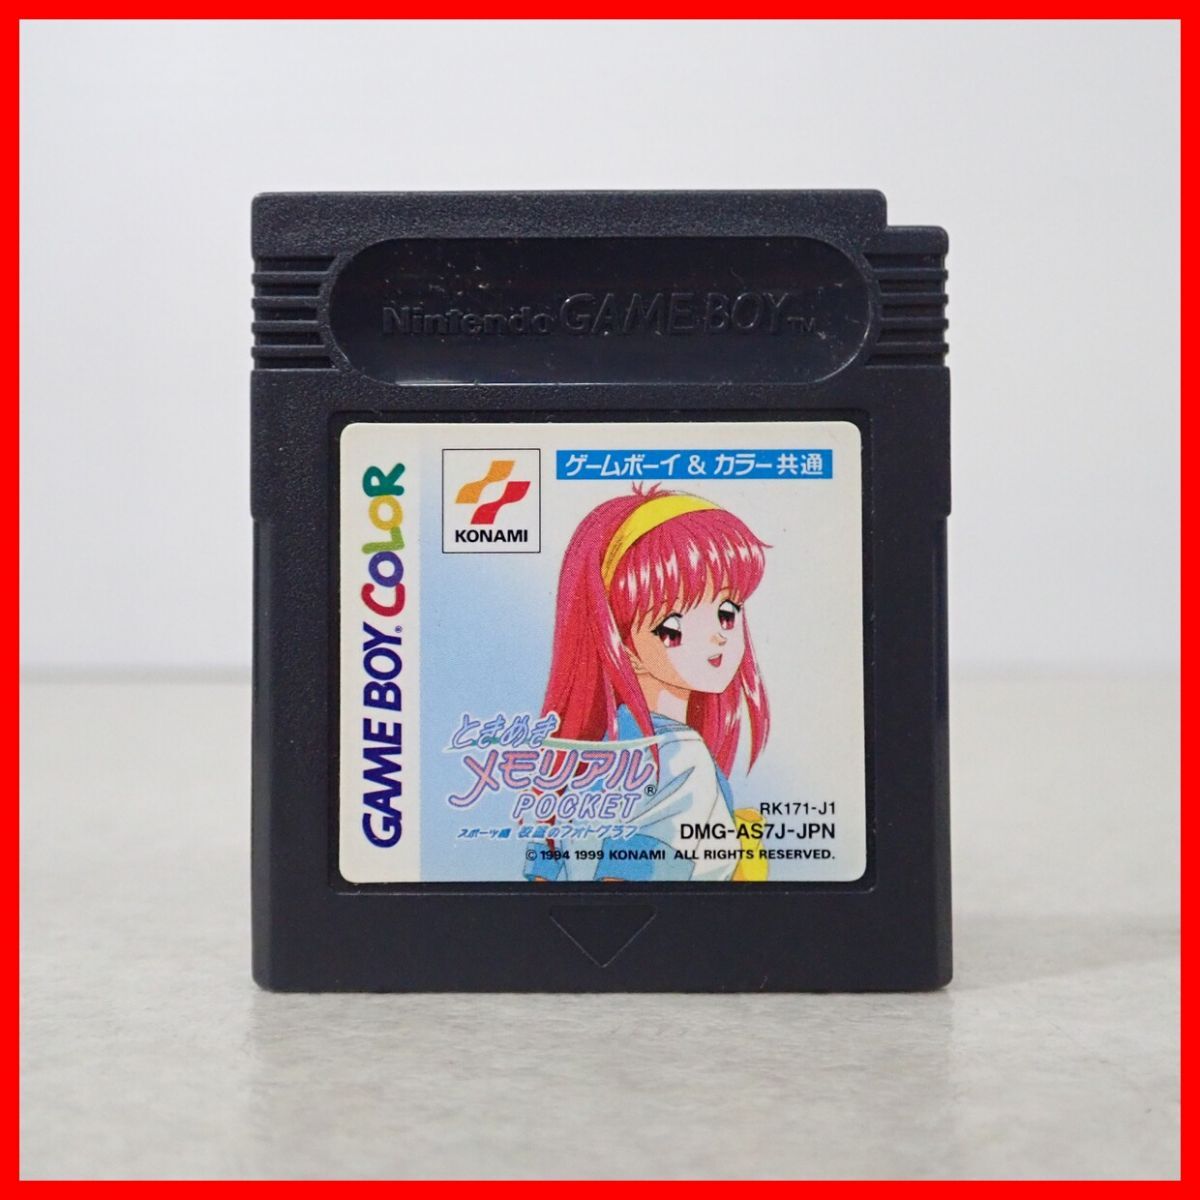 Nintendo GAME BOY TM
GAME BOY COLOR
KONAMI
ゲームボーイ & カラー共通
ときめき
メモリアル®
POCKET
スポーツ編 校庭のフォトグラフ
RK171-J1
DMG-AS7J-JPN
© 1994 1999 KONAMI ALL RIGHTS RESERVED.